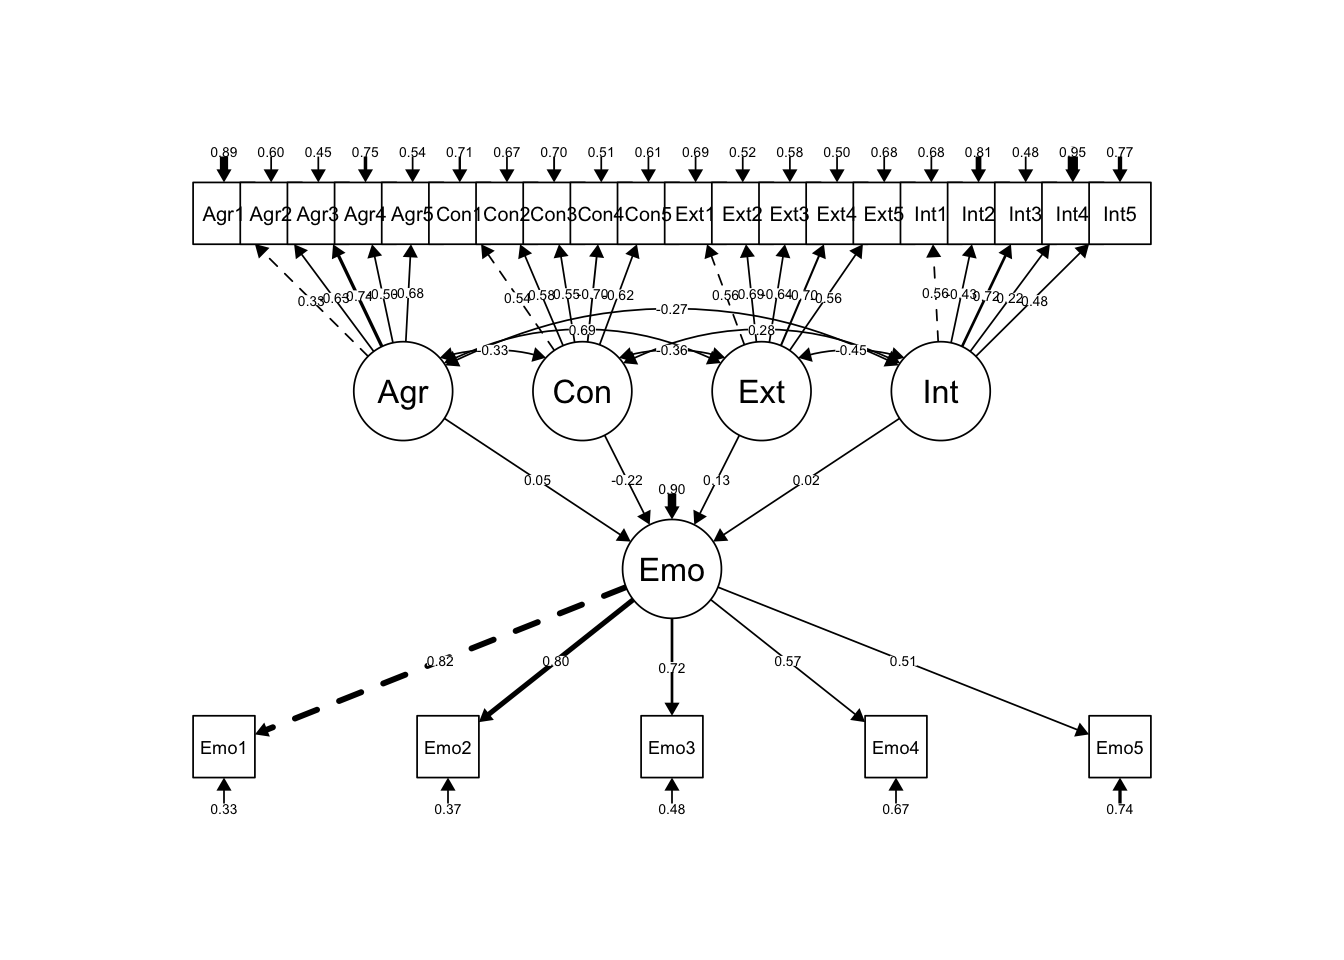 0.89 0.60 0.45 0.75 0.54 0.71 0.67 0.70 0.51 0.61 0.69 0.52 0.58 0.50 0.68 0.68 0.81 0.48 0.95 0.77
Agr1 Agr2 Agr3 Agr4 Agr5 Con1 Con2 Con3 Con4 Con5 Ext1 Ext2 Ext3 Ext4 Ext5 Int1 Int2 Int3 Int4 Int5
0.33 0.63 0.74 0.50 0.68 0.54 0.58 0.55 -0.70 -0.62 0.56 0.69 -0.64 0.70 0.56 0.56 0.43 0.72 0.22 0.48
-0.27
0.69 0.28
-0.33 -0.36 -0.45
Agr Con Ext Int
0.05 -0.22 0.13 0.02
0.90
Emo
0.82 0.80 0.72 0.57 0.51
Emo1 Emo2 Emo3 Emo4 Emo5
0.33 0.37 0.48 0.67 0.74